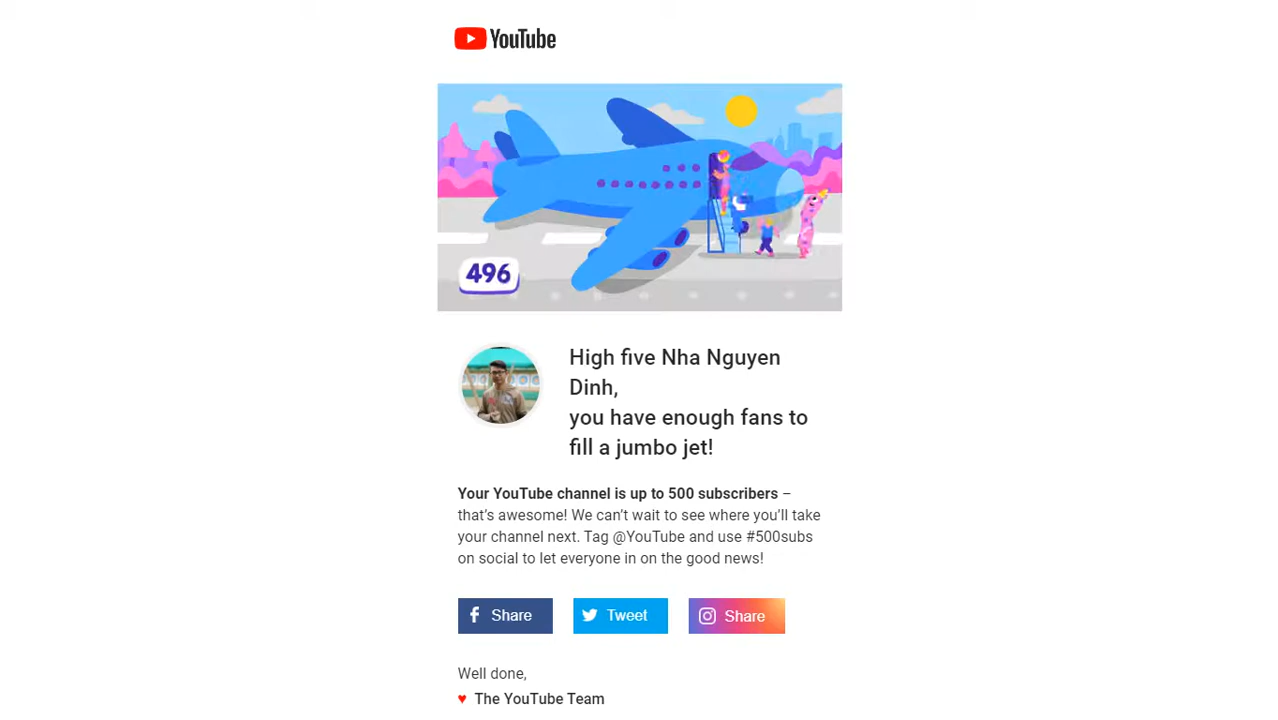 YouTube
496
High five Nha Nguyen
Dinh,
you have enough fans to
fill a jumbo jet!
Your YouTube channel is up to 500 subscribers –
that’s awesome! We can’t wait to see where you’ll take
your channel next. Tag @YouTube and use #500subs
on social to let everyone in on the good news!
Share Tweet Share
Well done,
♥ The YouTube Team